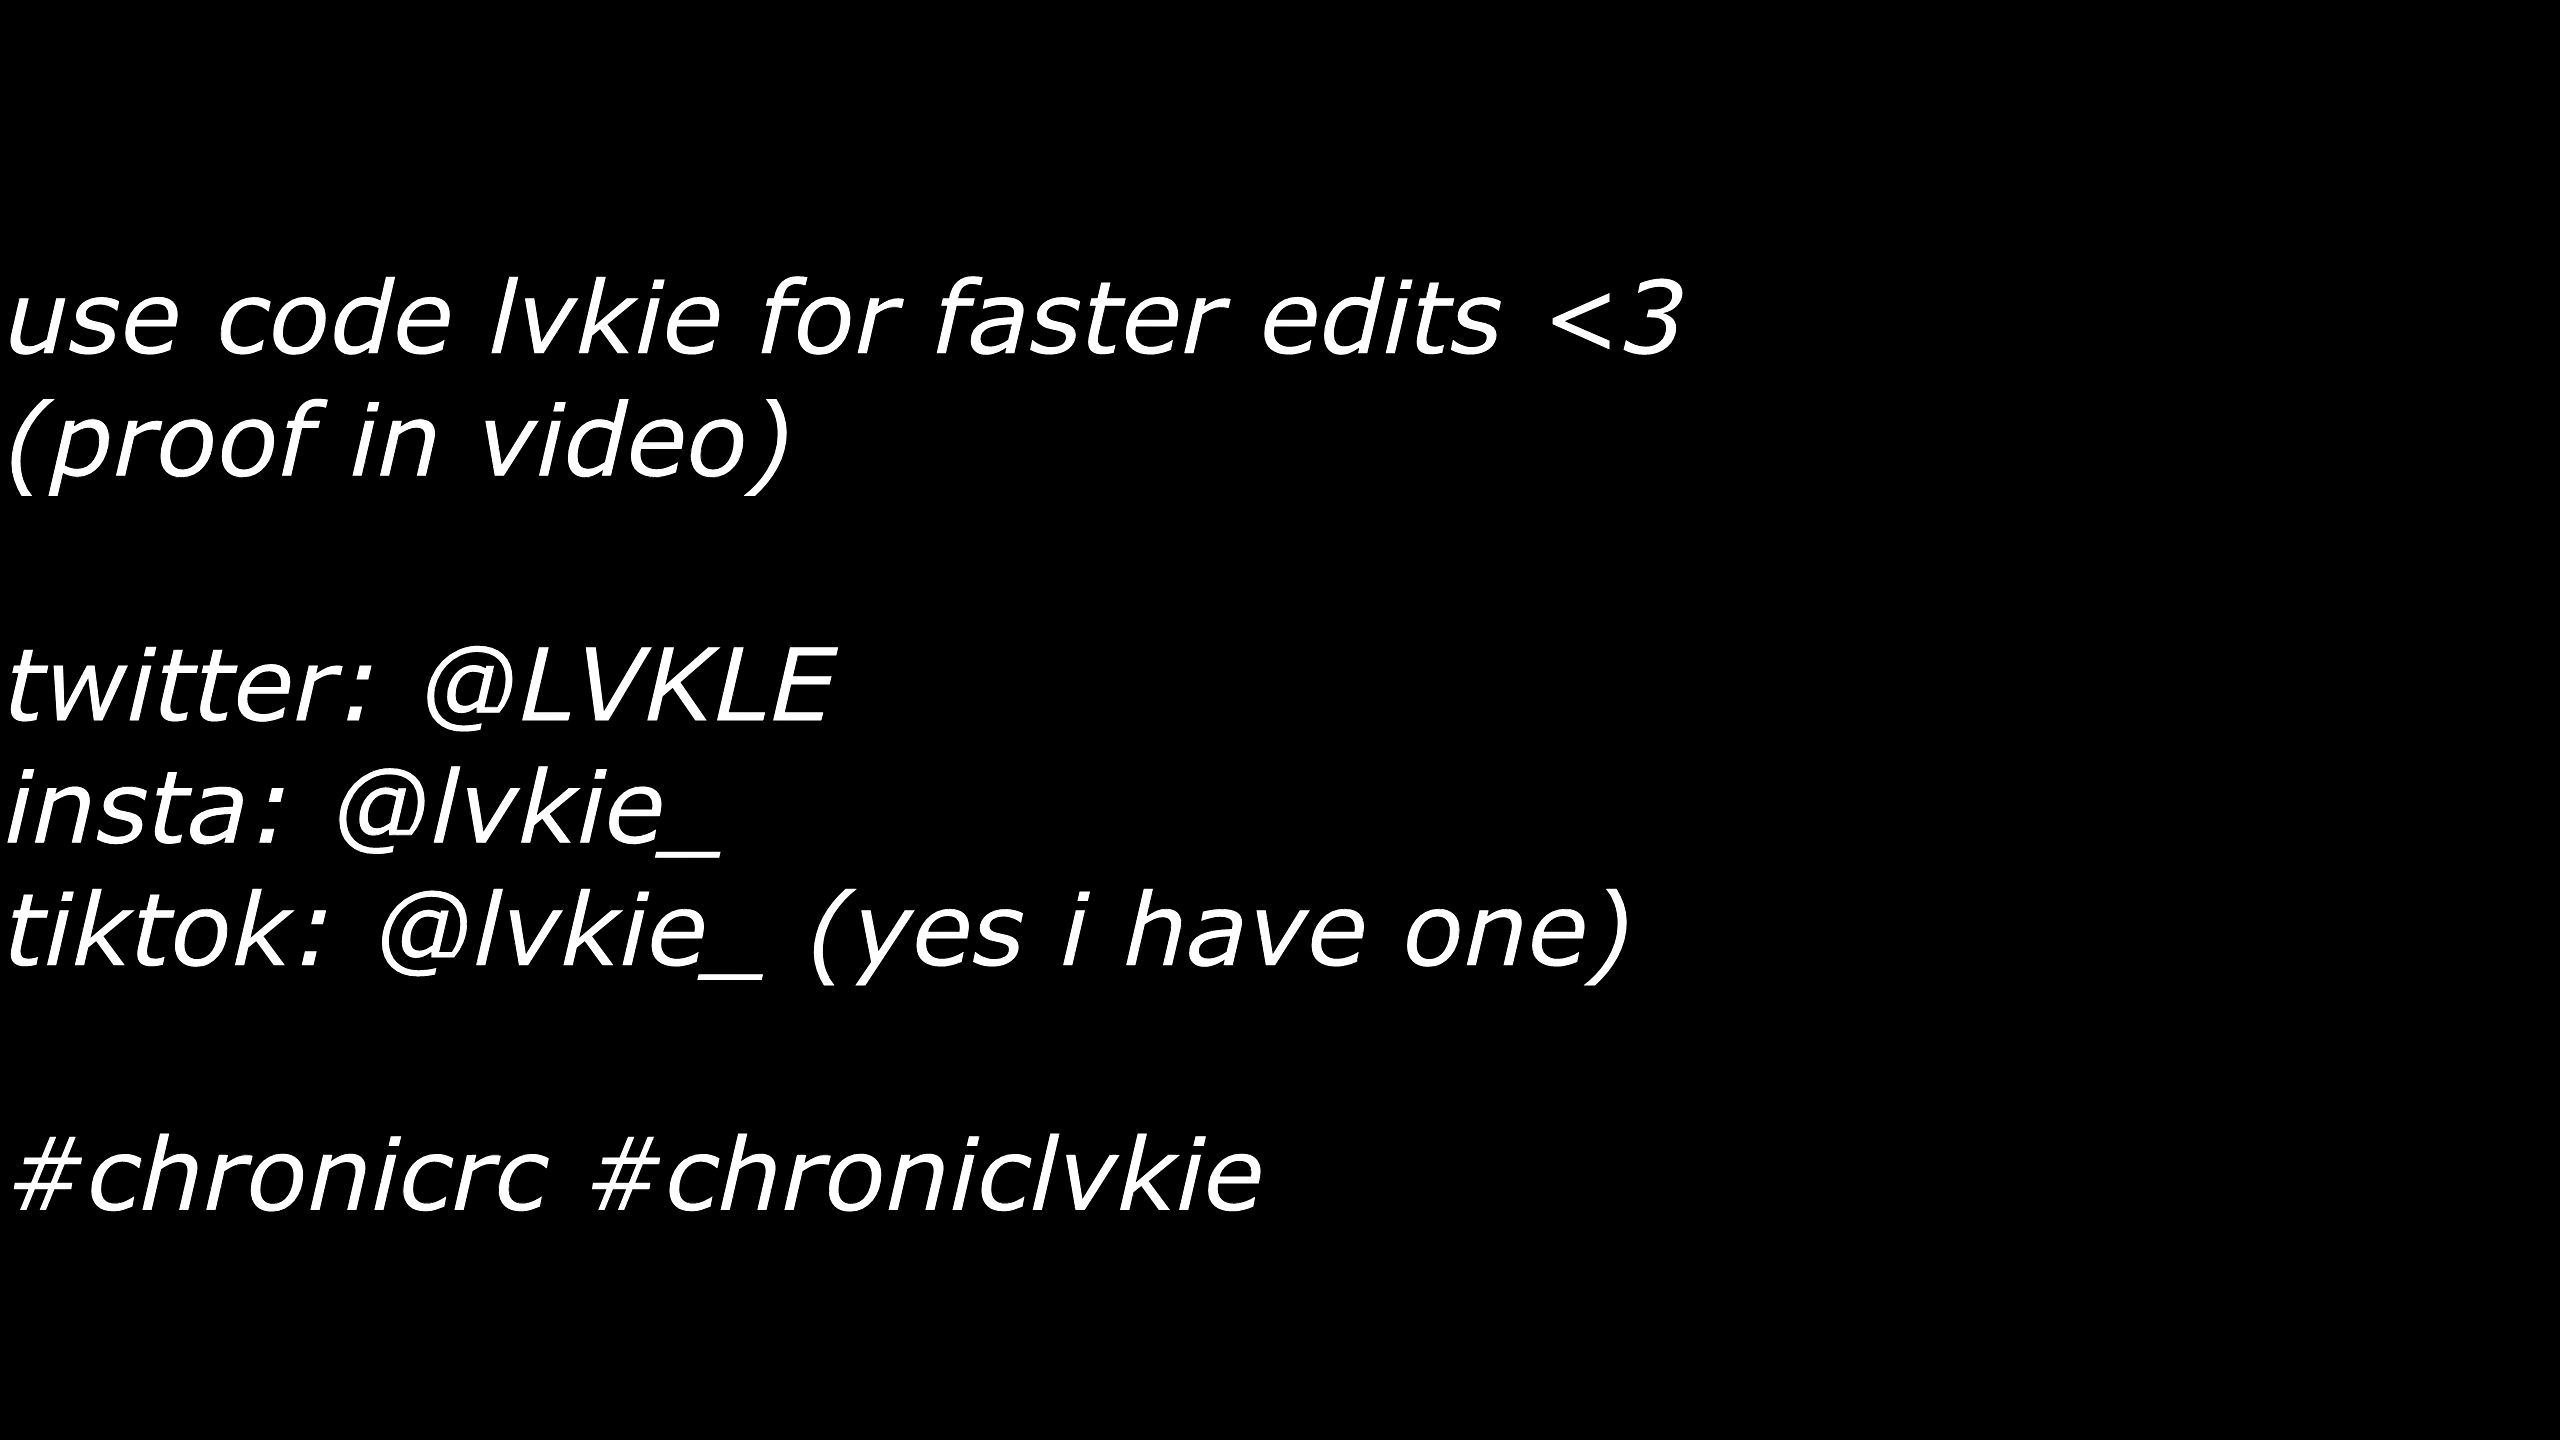 use code lvkie for faster edits <3
(proof in video)
twitter: @LVKLE
insta: @lvkie_
tiktok: @lvkie_ (yes i have one)
#chronicrc #chroniclvkie